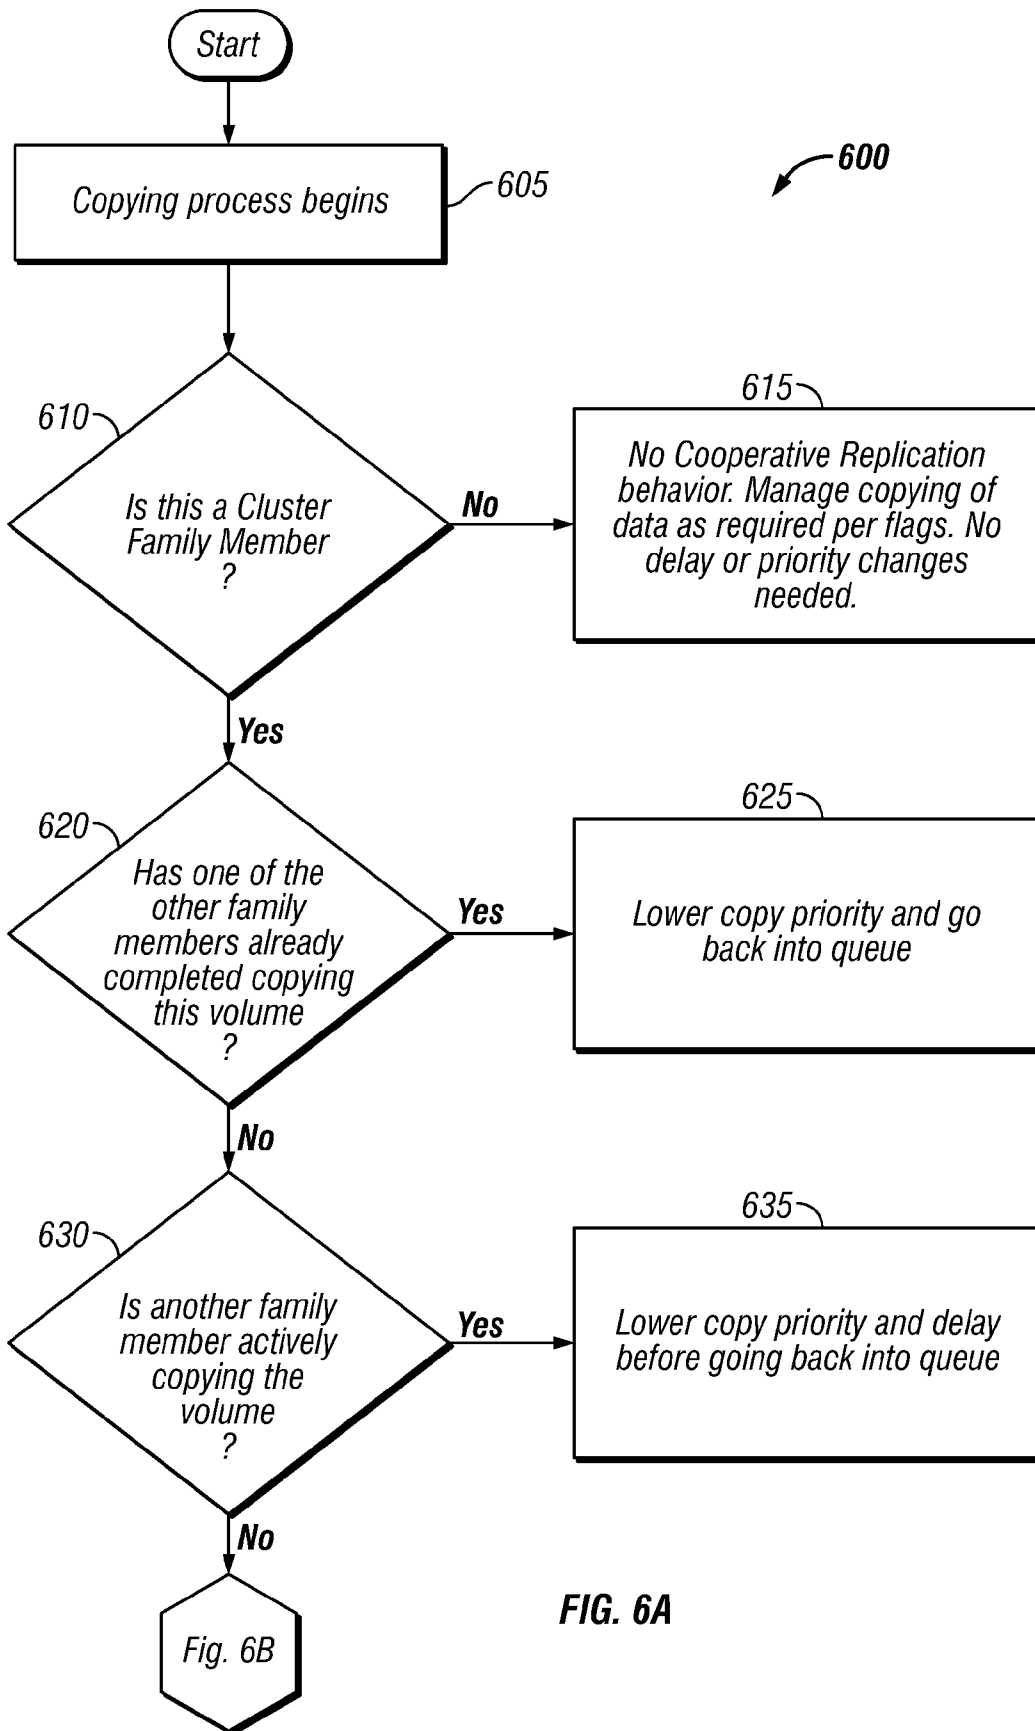 Start
Copying process begins
605
600
610
Is this a Cluster
Family Member
?
No
615
No Cooperative Replication
behavior. Manage copying of
data as required per flags. No
delay or priority changes
needed.
Yes
620
Has one of the
other family
members already
completed copying
this volume
?
Yes
625
Lower copy priority and go
back into queue
No
630
Is another family
member actively
copying the
volume
?
Yes
635
Lower copy priority and delay
before going back into queue
No
Fig. 6B
FIG. 6A